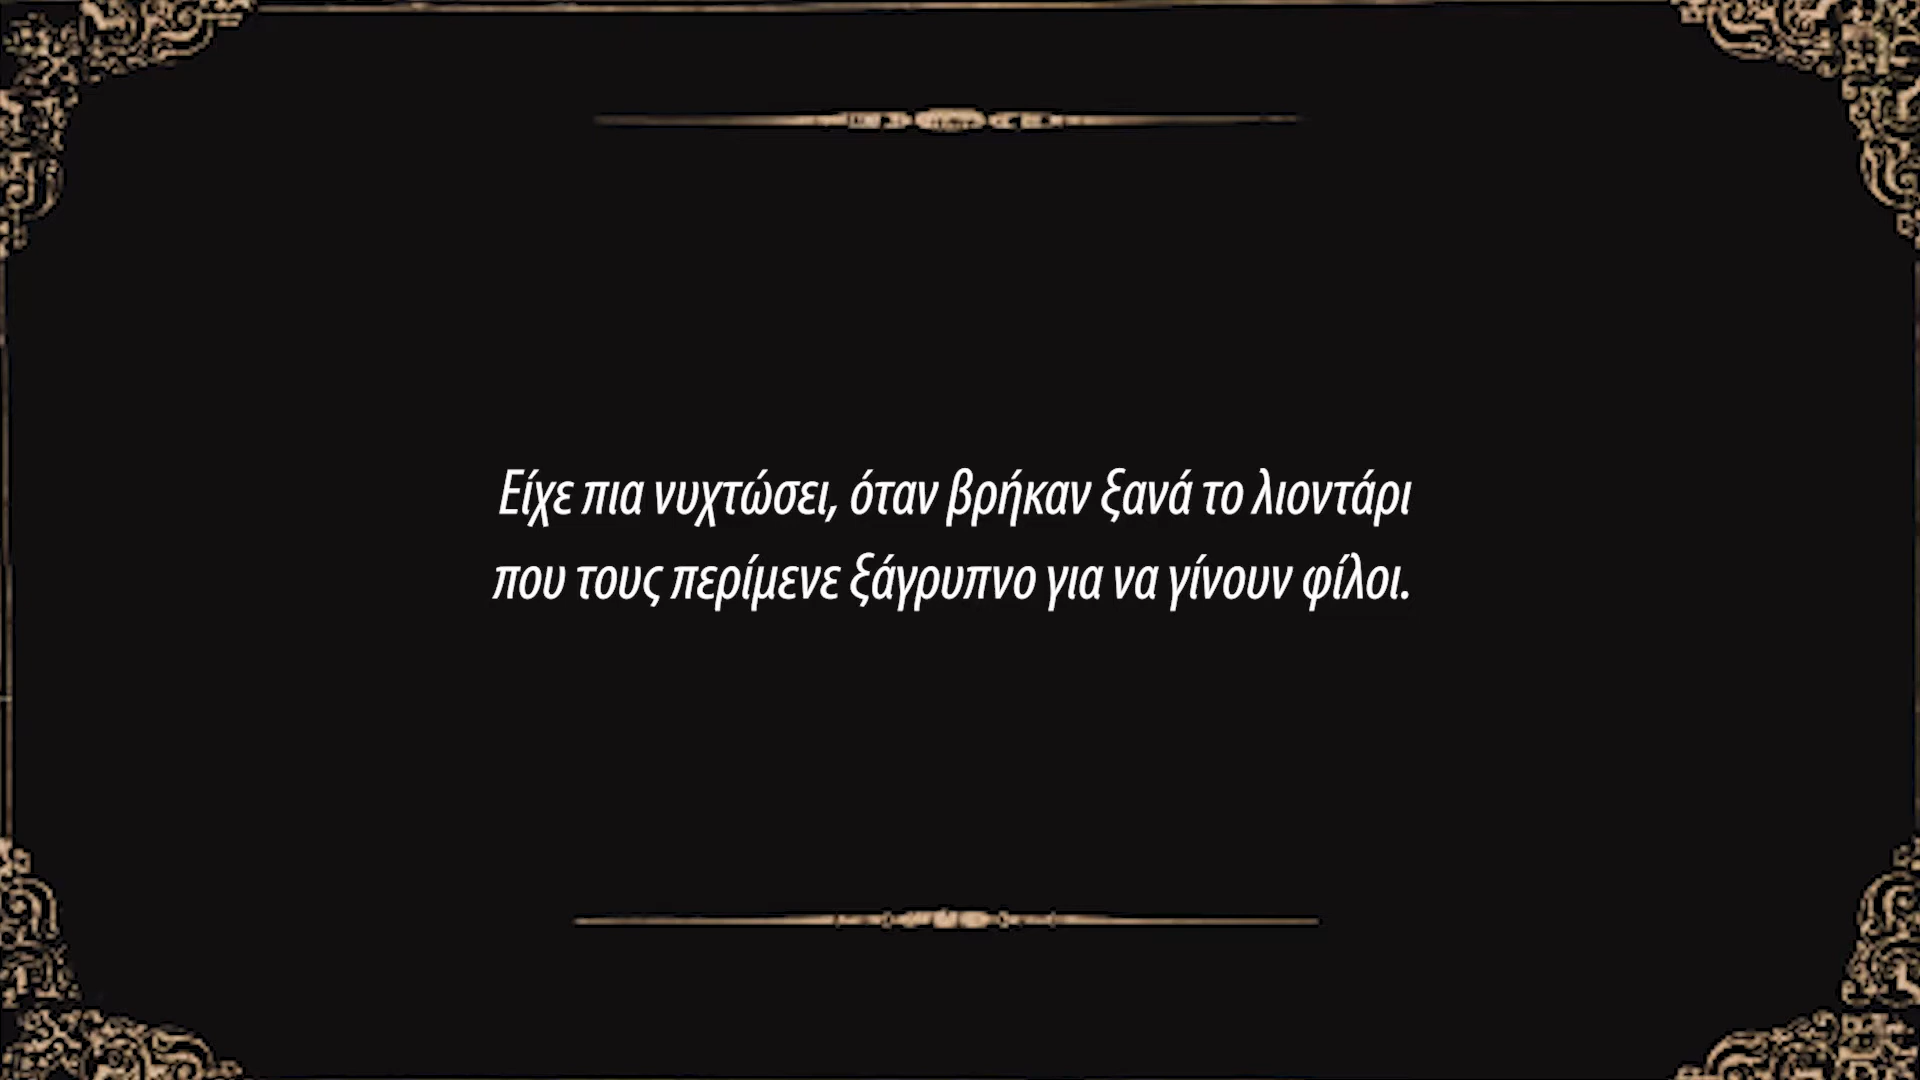 Είχε πια νυχτώσει, όταν βρήκαν ξανά το λιοντάρι
που τους περίμενε ξάγρυπνο για να γίνουν φίλοι.